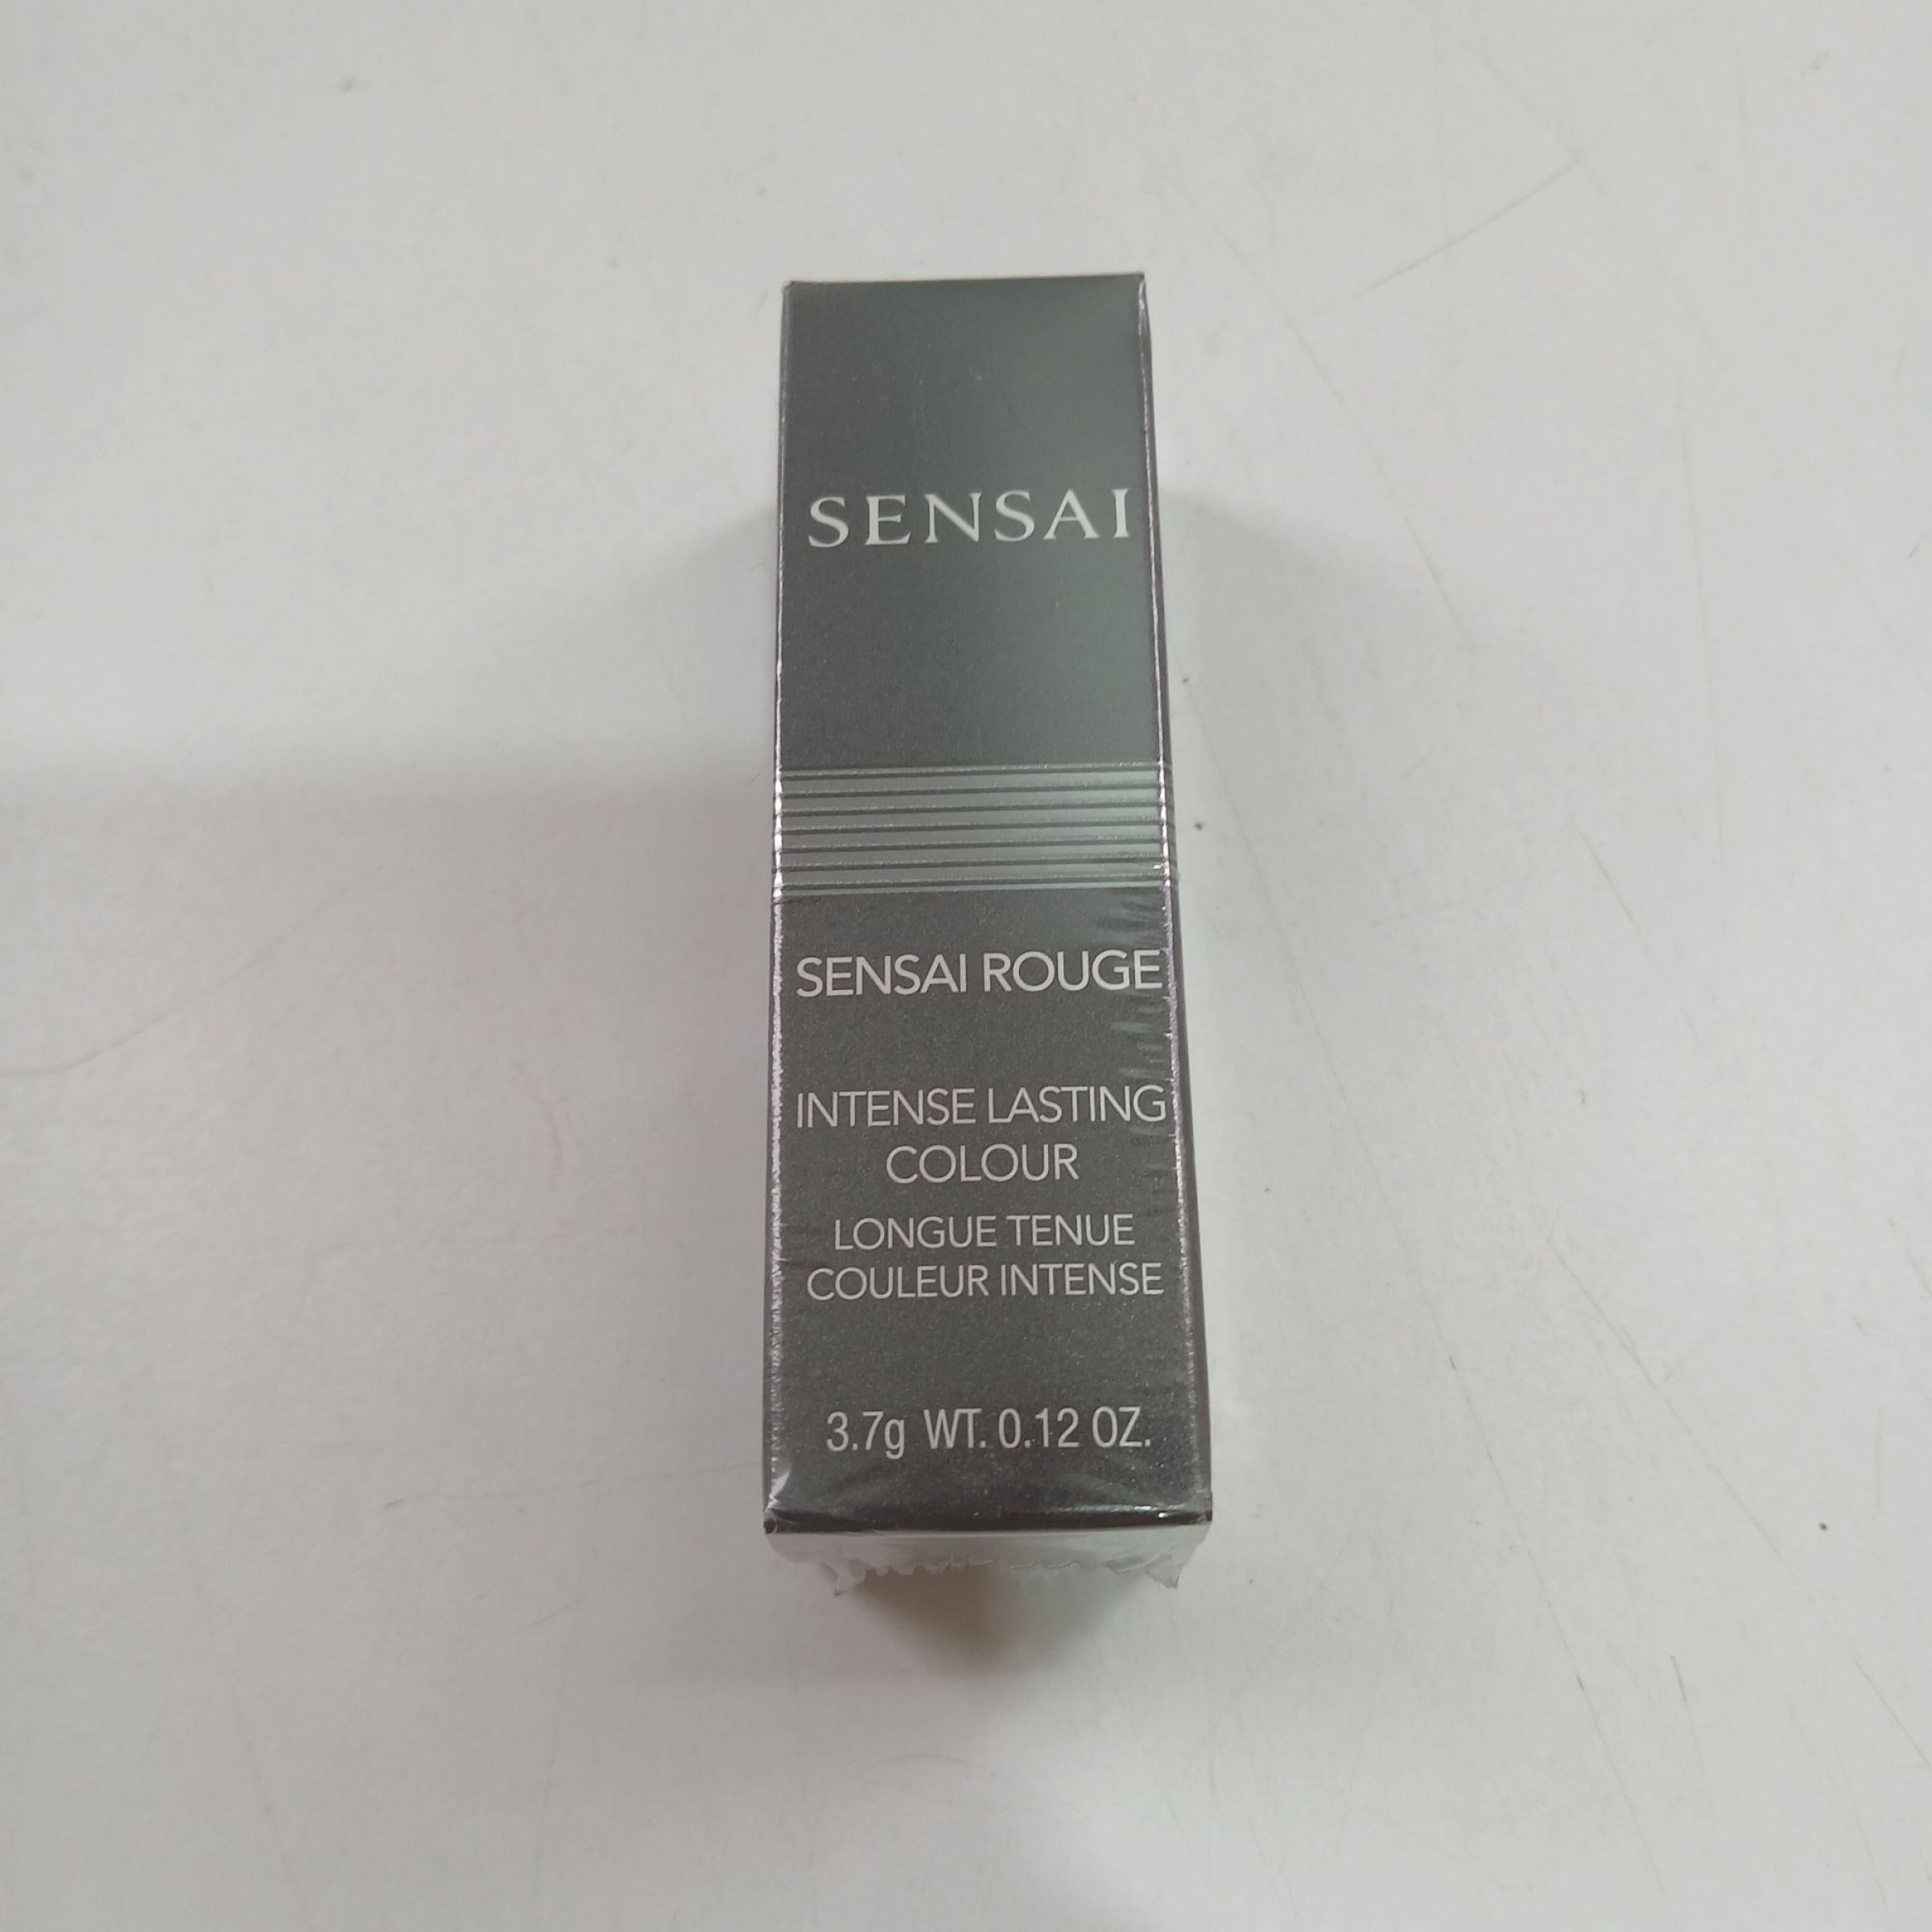 SENSAI
SENSAI ROUGE
INTENSE LASTING
COLOUR
LONGUE TENUE
COULEUR INTENSE
3.7g WT. 0.12 OZ.